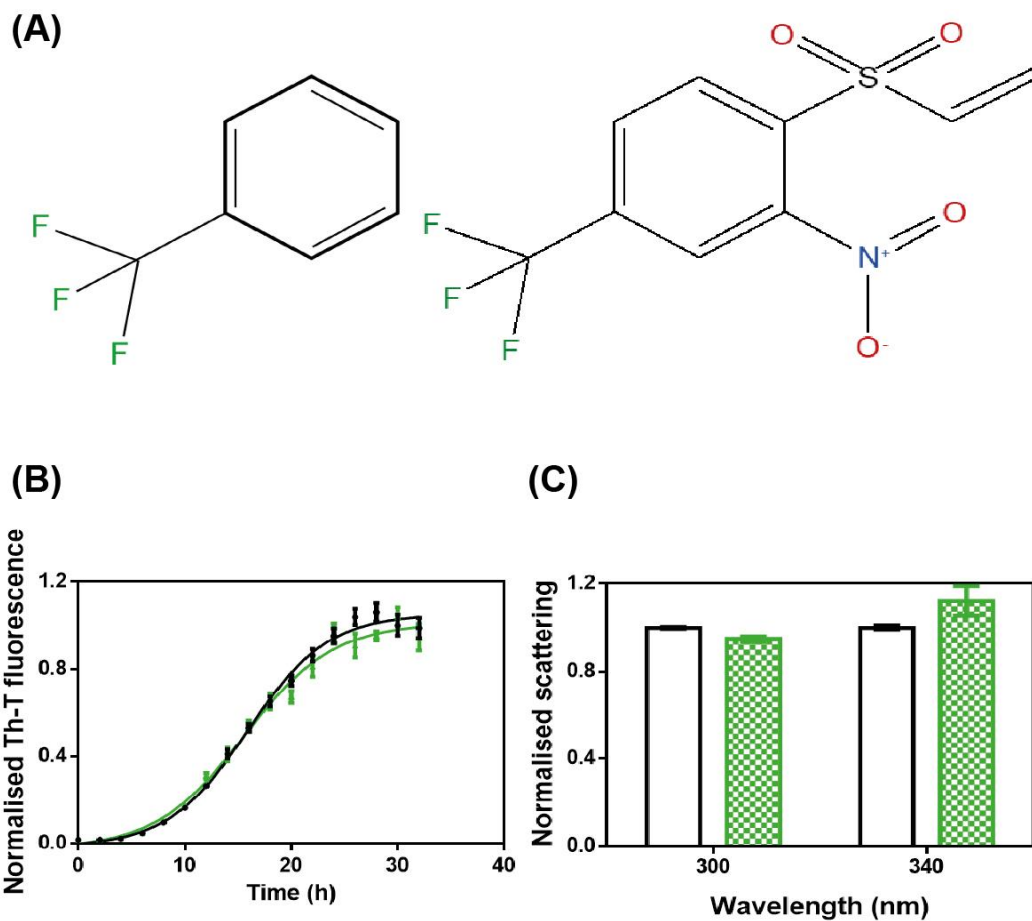 (A)
F
F
F
O
O
S
F
F
F
O
N+
O-
(B)
(C)
Normalised Th-T fluorescence
1.2
0.8
0.4
0.0
0
10
20
30
40
Time (h)
Normalised scattering
1.2
0.8
0.4
0.0
300
340
Wavelength (nm)